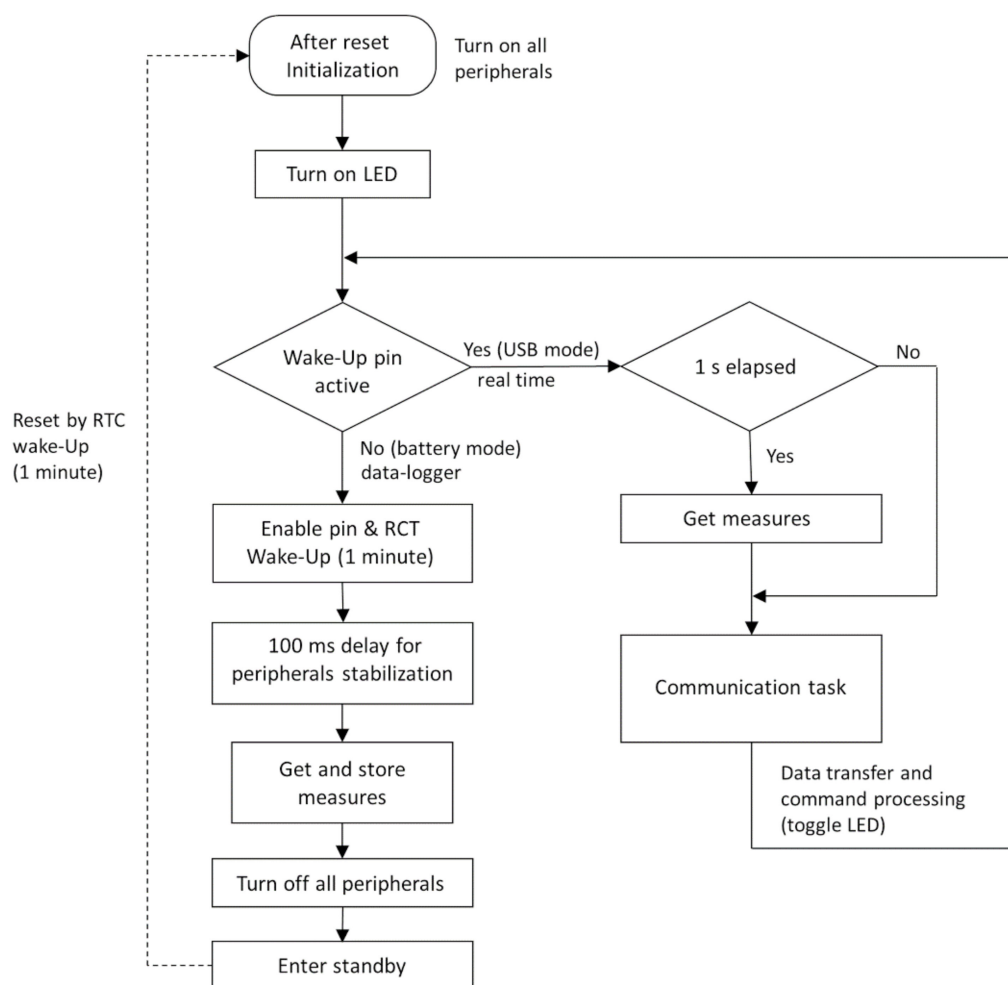 After reset
Initialization
Turn on all
peripherals
Turn on LED
Wake-Up pin
active
Yes (USB mode)
real time
1 s elapsed
No
Reset by RTC
wake-Up
(1 minute)
No (battery mode)
data-logger
Yes
Enable pin & RCT
Wake-Up (1 minute)
Get measures
100 ms delay for
peripherals stabilization
Communication task
Get and store
measures
Data transfer and
command processing
(toggle LED)
Turn off all peripherals
Enter standby